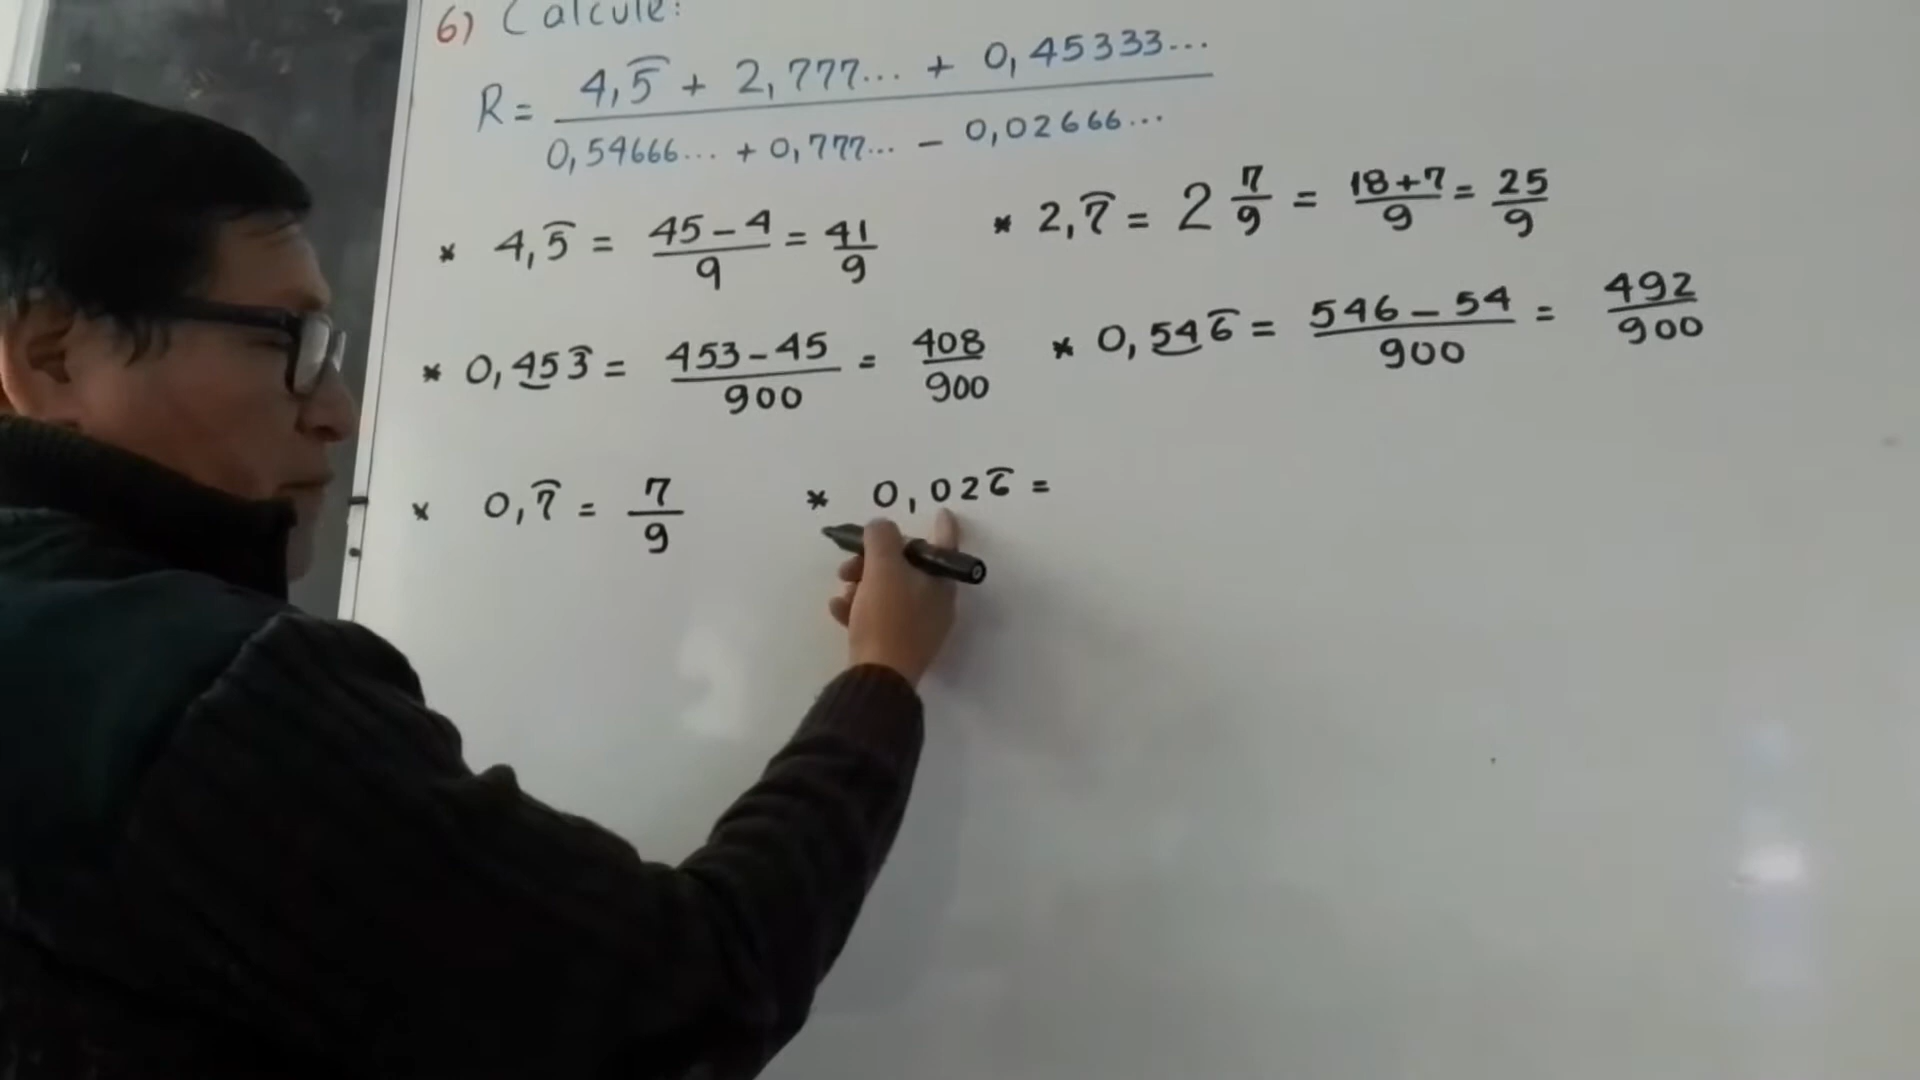 6) Calcule:
R = 4,5̅ + 2,777... + 0,45333...
0,54666... + 0,777... - 0,02666...
* 4,5̅ = 45-4/9 = 41/9 * 2,7̅ = 2 7/9 = 18+7/9 = 25/9
* 0,453̅ = 453-45/900 = 408/900 * 0,546̅ = 546-54/900 = 492/900
* 0,7̅ = 7/9 * 0,026̅ =